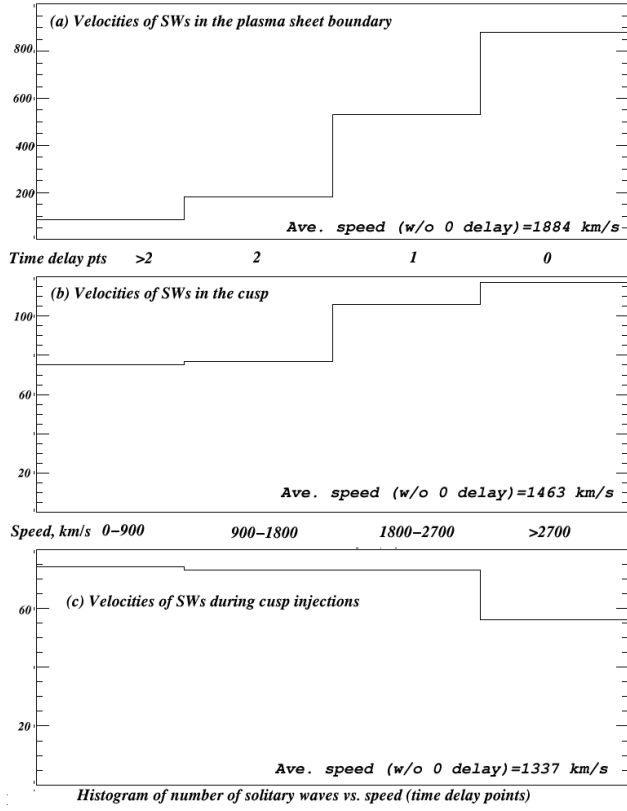 (a) Velocities of SWs in the plasma sheet boundary
800
600
400
200
Ave. speed (w/o 0 delay)=1884 km/s
Time delay pts >2 2 1 0
(b) Velocities of SWs in the cusp
100
60
20
Ave. speed (w/o 0 delay)=1463 km/s
Speed, km/s 0-900 900-1800 1800-2700 >2700
(c) Velocities of SWs during cusp injections
60
20
Ave. speed (w/o 0 delay)=1337 km/s
Histogram of number of solitary waves vs. speed (time delay points)